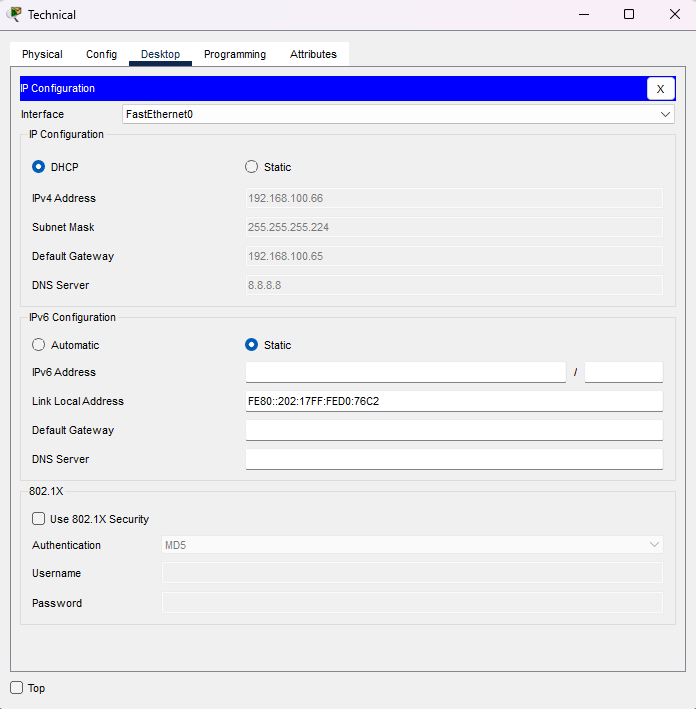 Technical
Physical Config Desktop Programming Attributes
IP Configuration X
Interface FastEthernet0
IP Configuration
DHCP Static
IPv4 Address 192.168.100.66
Subnet Mask 255.255.255.224
Default Gateway 192.168.100.65
DNS Server 8.8.8.8
IPv6 Configuration
Automatic Static
IPv6 Address /
Link Local Address FE80::202:17FF:FED0:76C2
Default Gateway
DNS Server
802.1X
Use 802.1X Security
Authentication MD5
Username
Password
Top